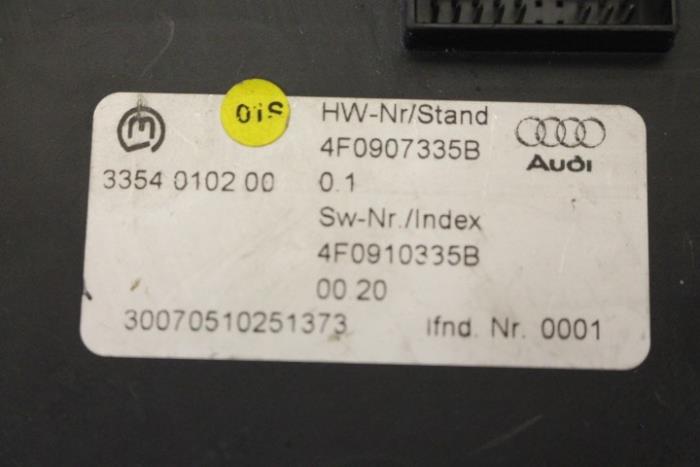 01S
HW-Nr/Stand
4F0907335B
Audi
3354 0102 00
0.1
Sw-Nr./Index
4F0910335B
00 20
30070510251373
lfnd. Nr. 0001